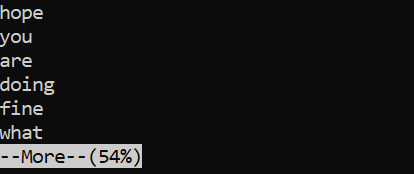 hope
you
are
doing
fine
what
--More--(54%)